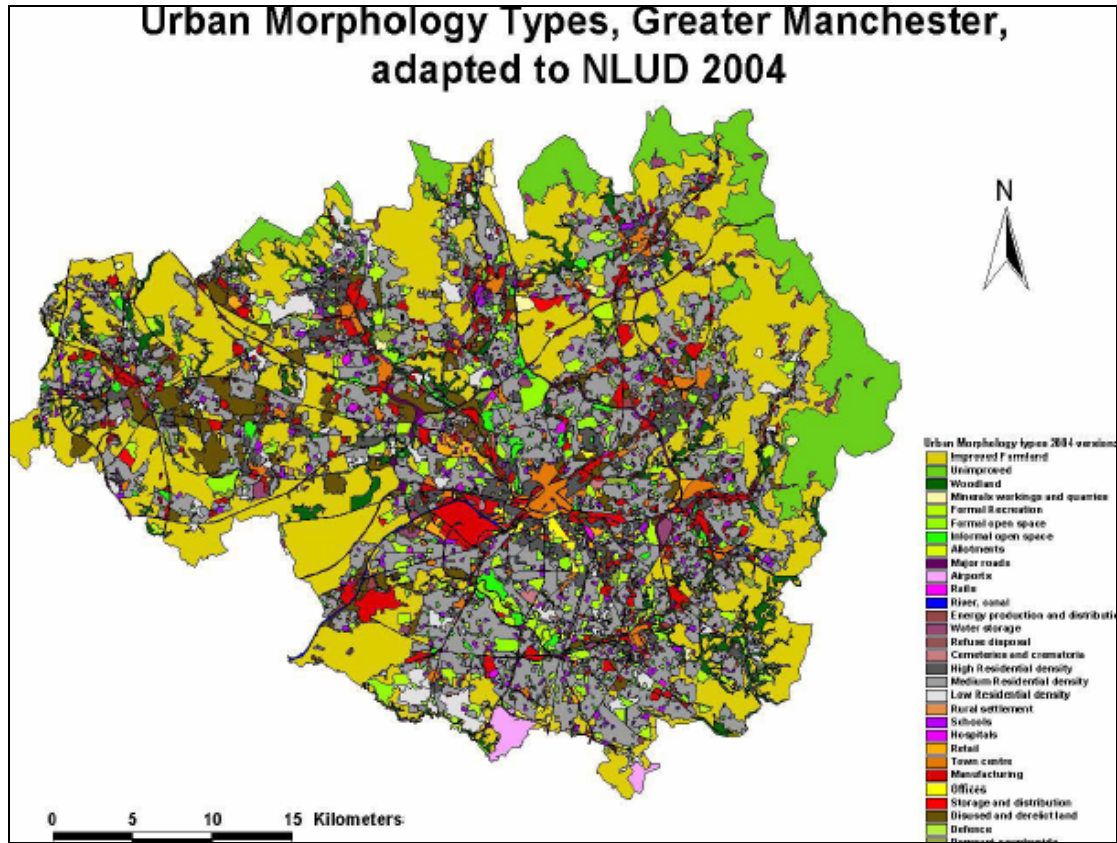 Urban Morphology Types, Greater Manchester,
adapted to NLUD 2004
N
Urban Morphology types 2004 versions
Improved Farmland
Unimproved
Woodland
Minerals workings and quarries
Formal Recreation
Formal open space
Informal open space
Allotments
Major roads
Airports
Rails
River, canal
Energy production and distributio
Water storage
Refuse disposal
Cemeteries and crematoria
High Residential density
Medium Residential density
Low Residential density
Rural settlement
Schools
Hospitals
Retail
Town centre
Manufacturing
Offices
Storage and distribution
Disused and derelict land
Defence
0 5 10 15 Kilometers